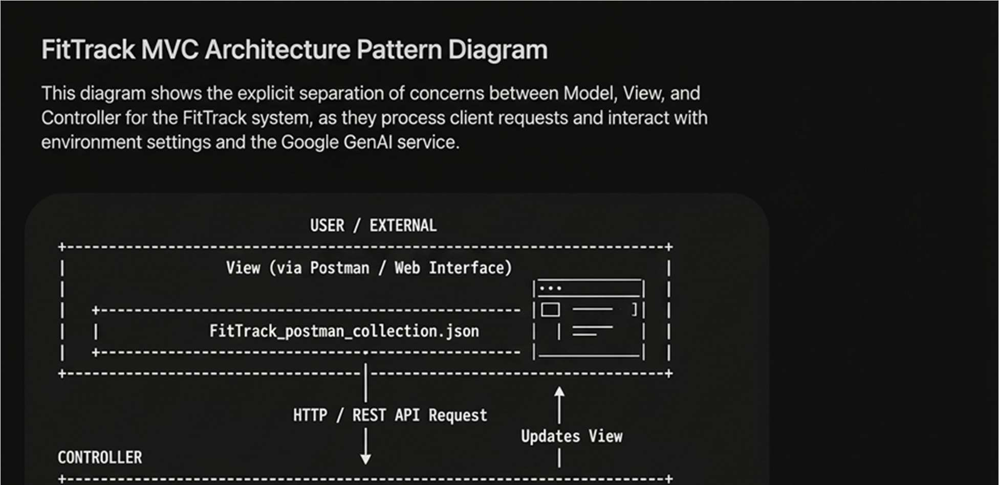 FitTrack MVC Architecture Pattern Diagram
This diagram shows the explicit separation of concerns between Model, View, and
Controller for the FitTrack system, as they process client requests and interact with
environment settings and the Google GenAI service.
USER / EXTERNAL
View (via Postman / Web Interface)
FitTrack_postman_collection.json
HTTP / REST API Request
Updates View
CONTROLLER